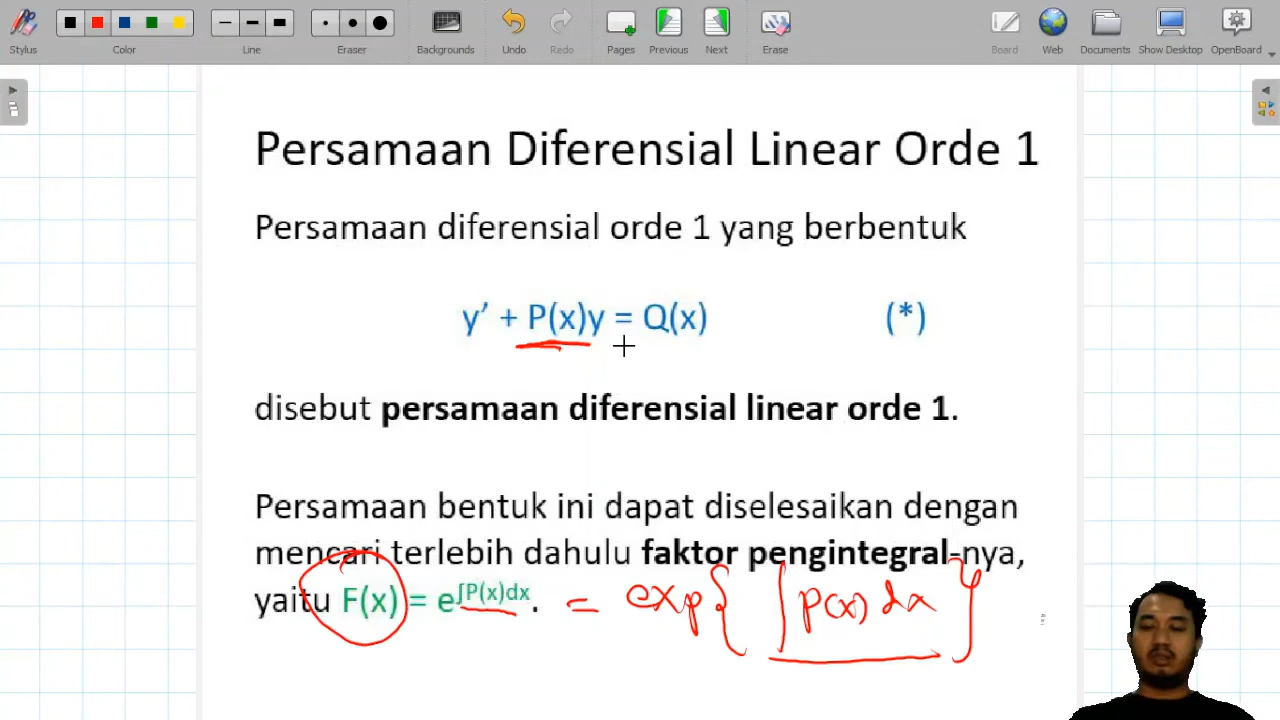 Stylus
Color
Line
Eraser
Backgrounds
Undo
Redo
Pages
Previous
Next
Erase
Board
Web
Documents
Show Desktop
OpenBoard
Persamaan Diferensial Linear Orde 1
Persamaan diferensial orde 1 yang berbentuk
y’ + P(x)y = Q(x) (*)
disebut persamaan diferensial linear orde 1.
Persamaan bentuk ini dapat diselesaikan dengan
mencari terlebih dahulu faktor pengintegral-nya,
yaitu F(x) = e^∫P(x)dx. = exp{ ∫ P(x) dx }